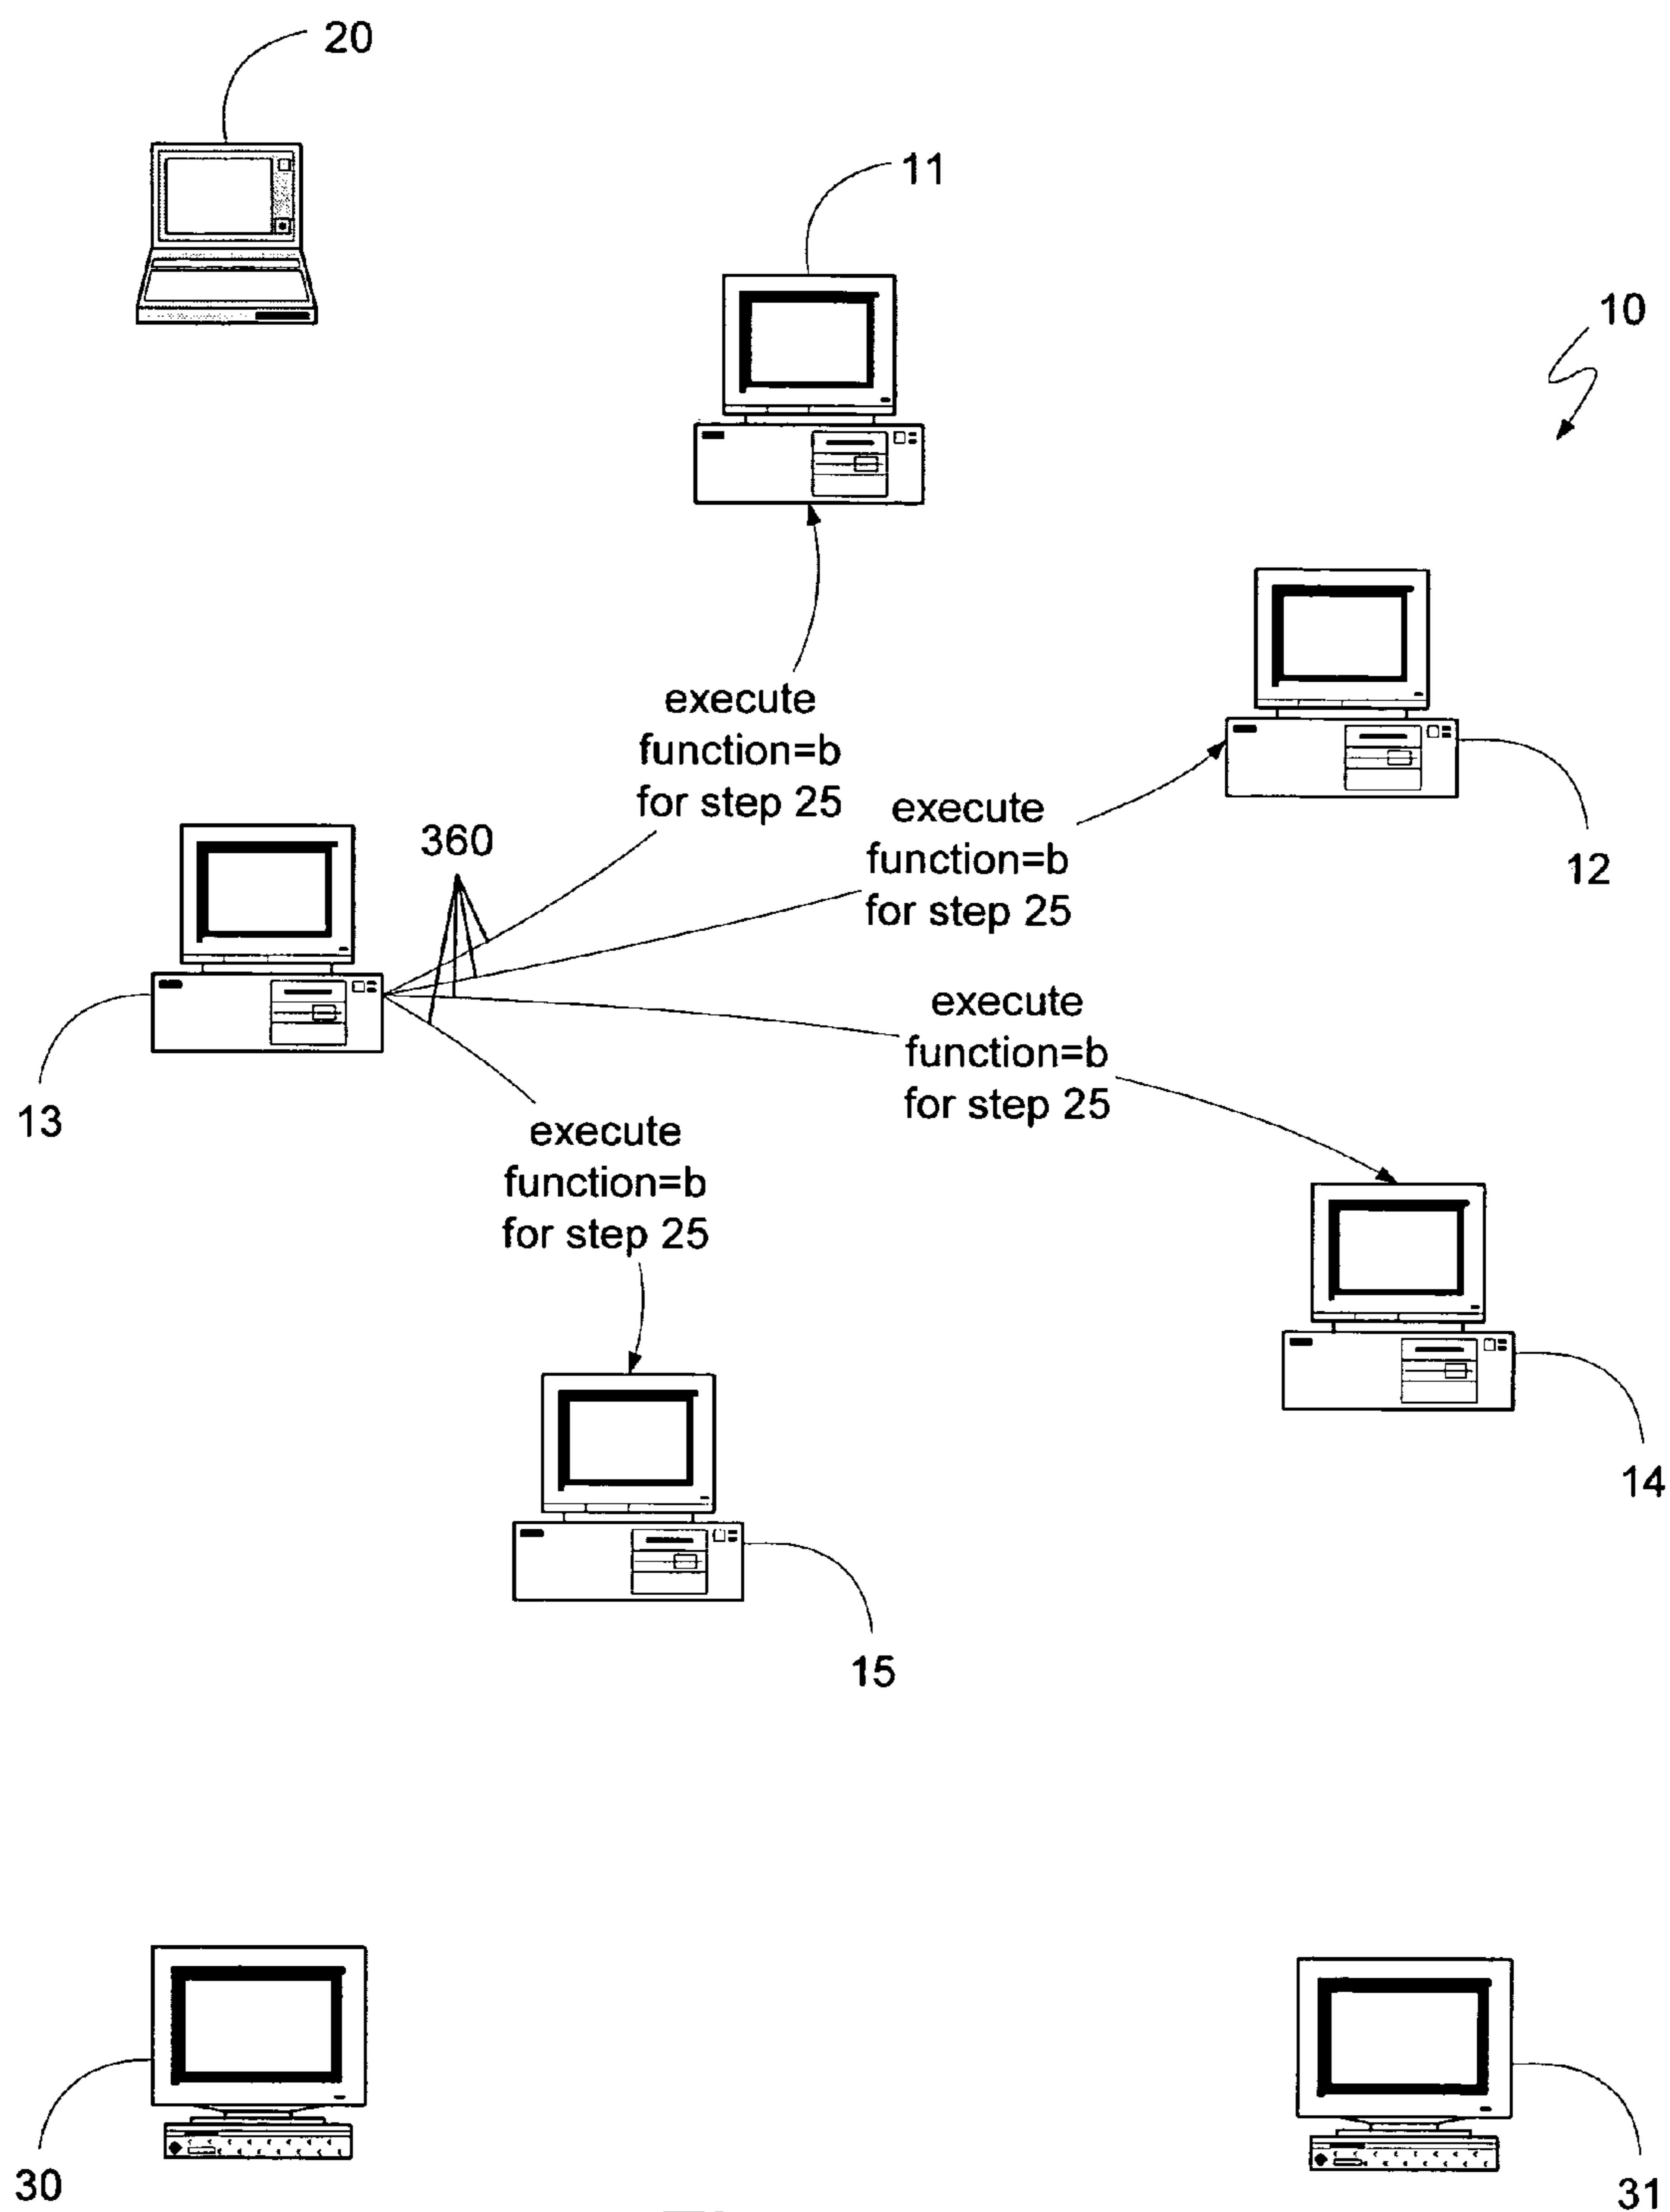 20
11
10
execute
function=b
for step 25
12
execute
function=b
for step 25
360
execute
function=b
for step 25
13
execute
function=b
for step 25
14
15
30
31